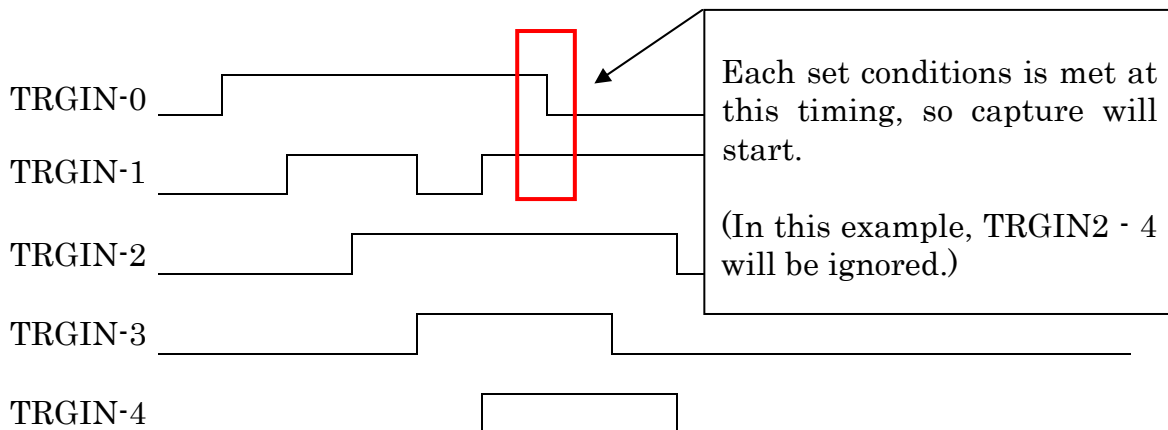 TRGIN-0
TRGIN-1
TRGIN-2
TRGIN-3
TRGIN-4
Each set conditions is met at
this timing, so capture will
start.
(In this example, TRGIN2 - 4
will be ignored.)